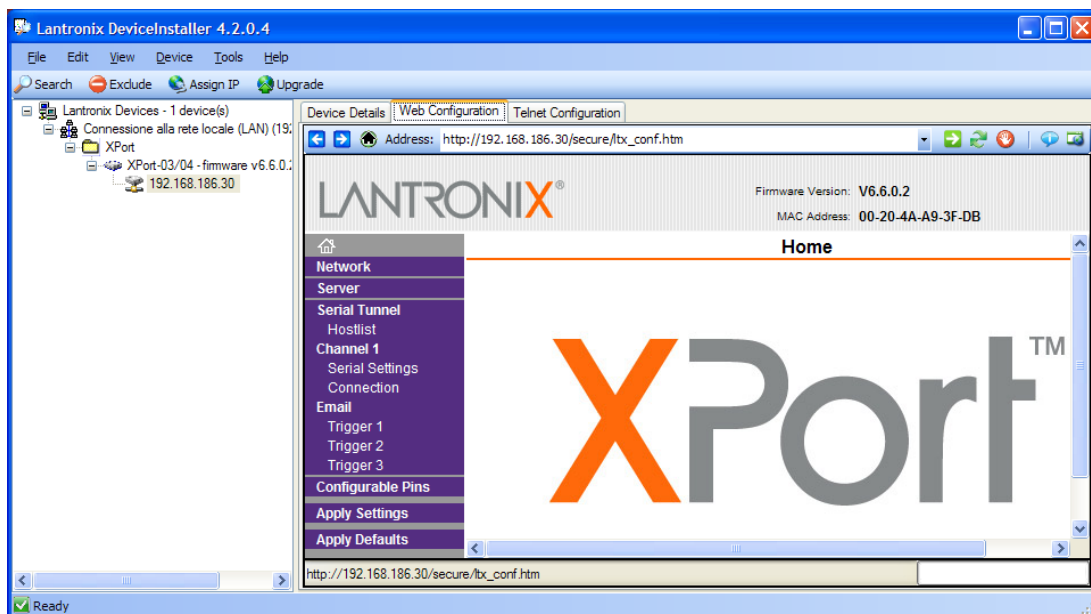 Lantronix DeviceInstaller 4.2.0.4
File Edit View Device Tools Help
Search Exclude Assign IP Upgrade
Lantronix Devices - 1 device(s)
Connessione alla rete locale (LAN) (19
XPort
XPort-03/04 - firmware v6.6.0.2
192.168.186.30
Device Details Web Configuration Telnet Configuration
Address: http://192.168.186.30/secure/ltx_conf.htm
LANTRONIX®
Firmware Version: V6.6.0.2
MAC Address: 00-20-4A-A9-3F-DB
Network
Server
Serial Tunnel
Hostlist
Channel 1
Serial Settings
Connection
Email
Trigger 1
Trigger 2
Trigger 3
Configurable Pins
Apply Settings
Apply Defaults
Home
XPort™
http://192.168.186.30/secure/ltx_conf.htm
Ready